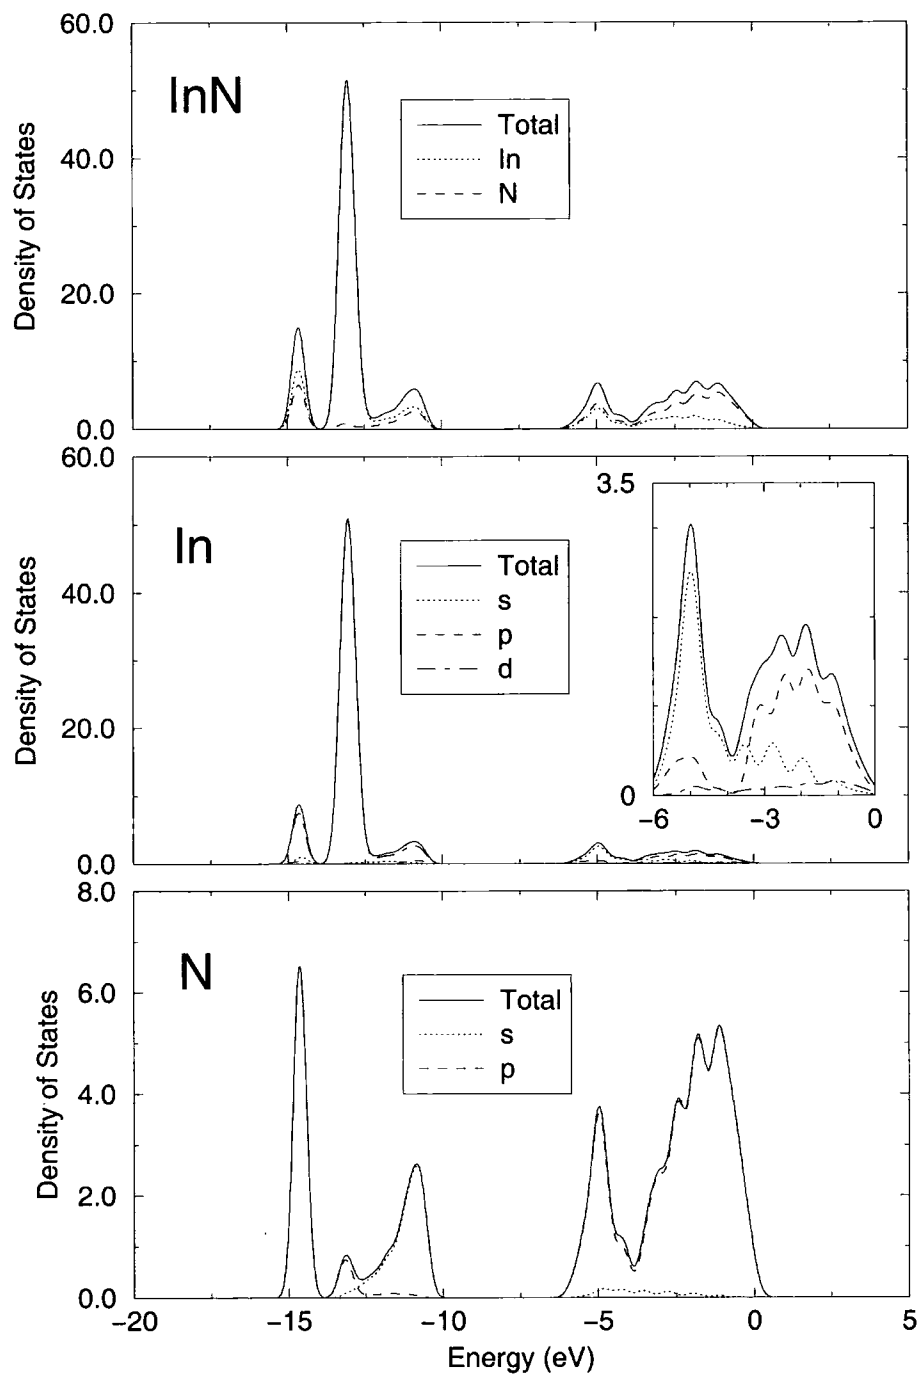 60.0
InN
Total
In
N
Density of States
40.0
20.0
0.0
60.0
In
Total
s
p
d
3.5
0
−6
−3
0
Density of States
40.0
20.0
0.0
8.0
N
Total
s
p
Density of States
6.0
4.0
2.0
0.0
−20
−15
−10
−5
0
5
Energy (eV)